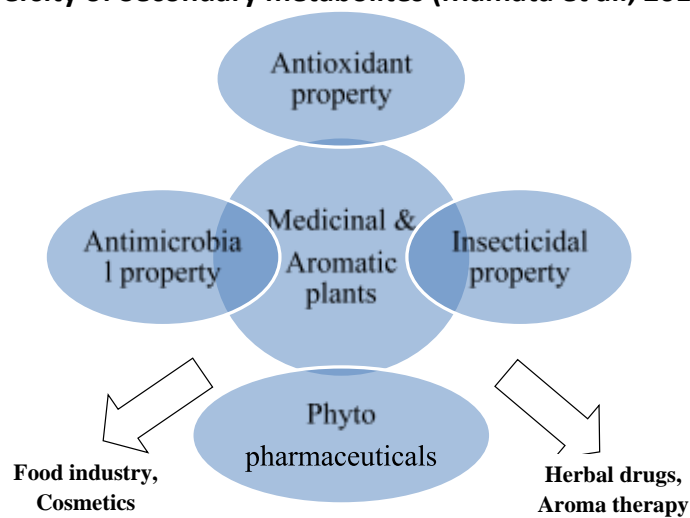 Antioxidant
property
Medicinal &
Aromatic
plants
Antimicrobia
l property
Insecticidal
property
Phyto
pharmaceuticals
Food industry,
Cosmetics
Herbal drugs,
Aroma therapy